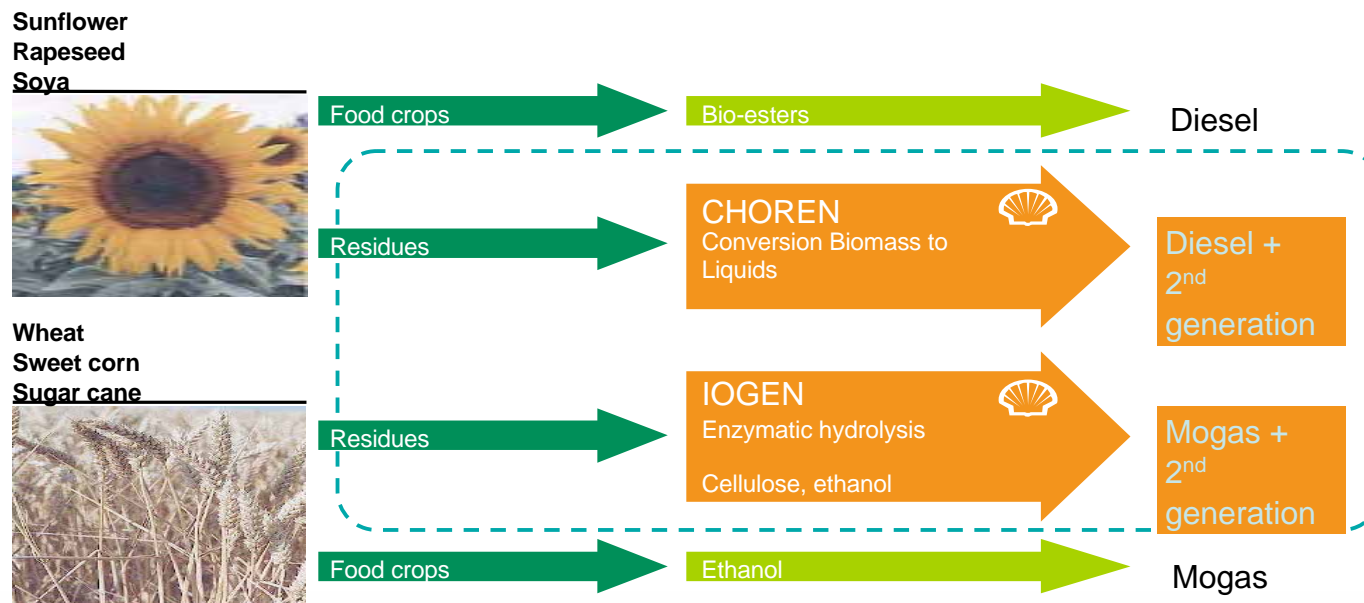 Sunflower
Rapeseed
Soya
Food crops
Bio-esters
Diesel
Residues
CHOREN
Conversion Biomass to
Liquids
Diesel +
2nd
generation
Wheat
Sweet corn
Sugar cane
Residues
IOGEN
Enzymatic hydrolysis
Cellulose, ethanol
Mogas +
2nd
generation
Food crops
Ethanol
Mogas